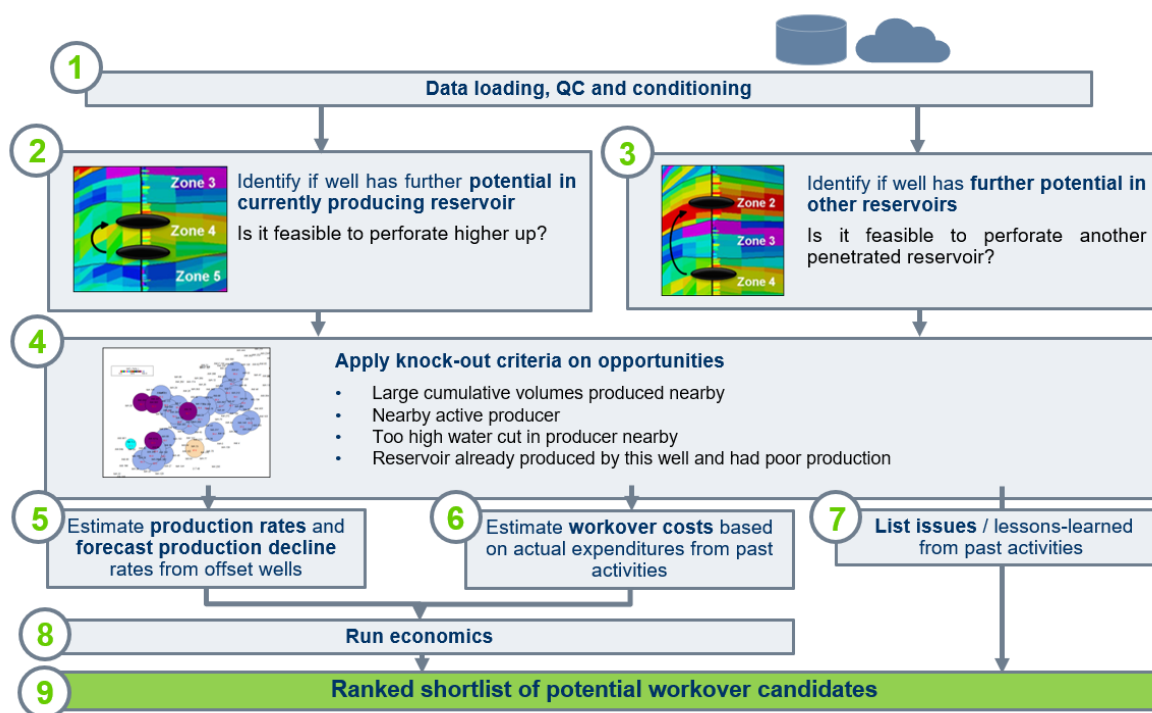 1
Data loading, QC and conditioning
2
Zone 3
Zone 4
Zone 5
Identify if well has further potential in
currently producing reservoir
Is it feasible to perforate higher up?
3
Zone 2
Zone 3
Zone 4
Identify if well has further potential in
other reservoirs
Is it feasible to perforate another
penetrated reservoir?
4
Apply knock-out criteria on opportunities
• Large cumulative volumes produced nearby
• Nearby active producer
• Too high water cut in producer nearby
• Reservoir already produced by this well and had poor production
5
Estimate production rates and
forecast production decline
rates from offset wells
6
Estimate workover costs based
on actual expenditures from past
activities
7
List issues / lessons-learned
from past activities
8
Run economics
9
Ranked shortlist of potential workover candidates